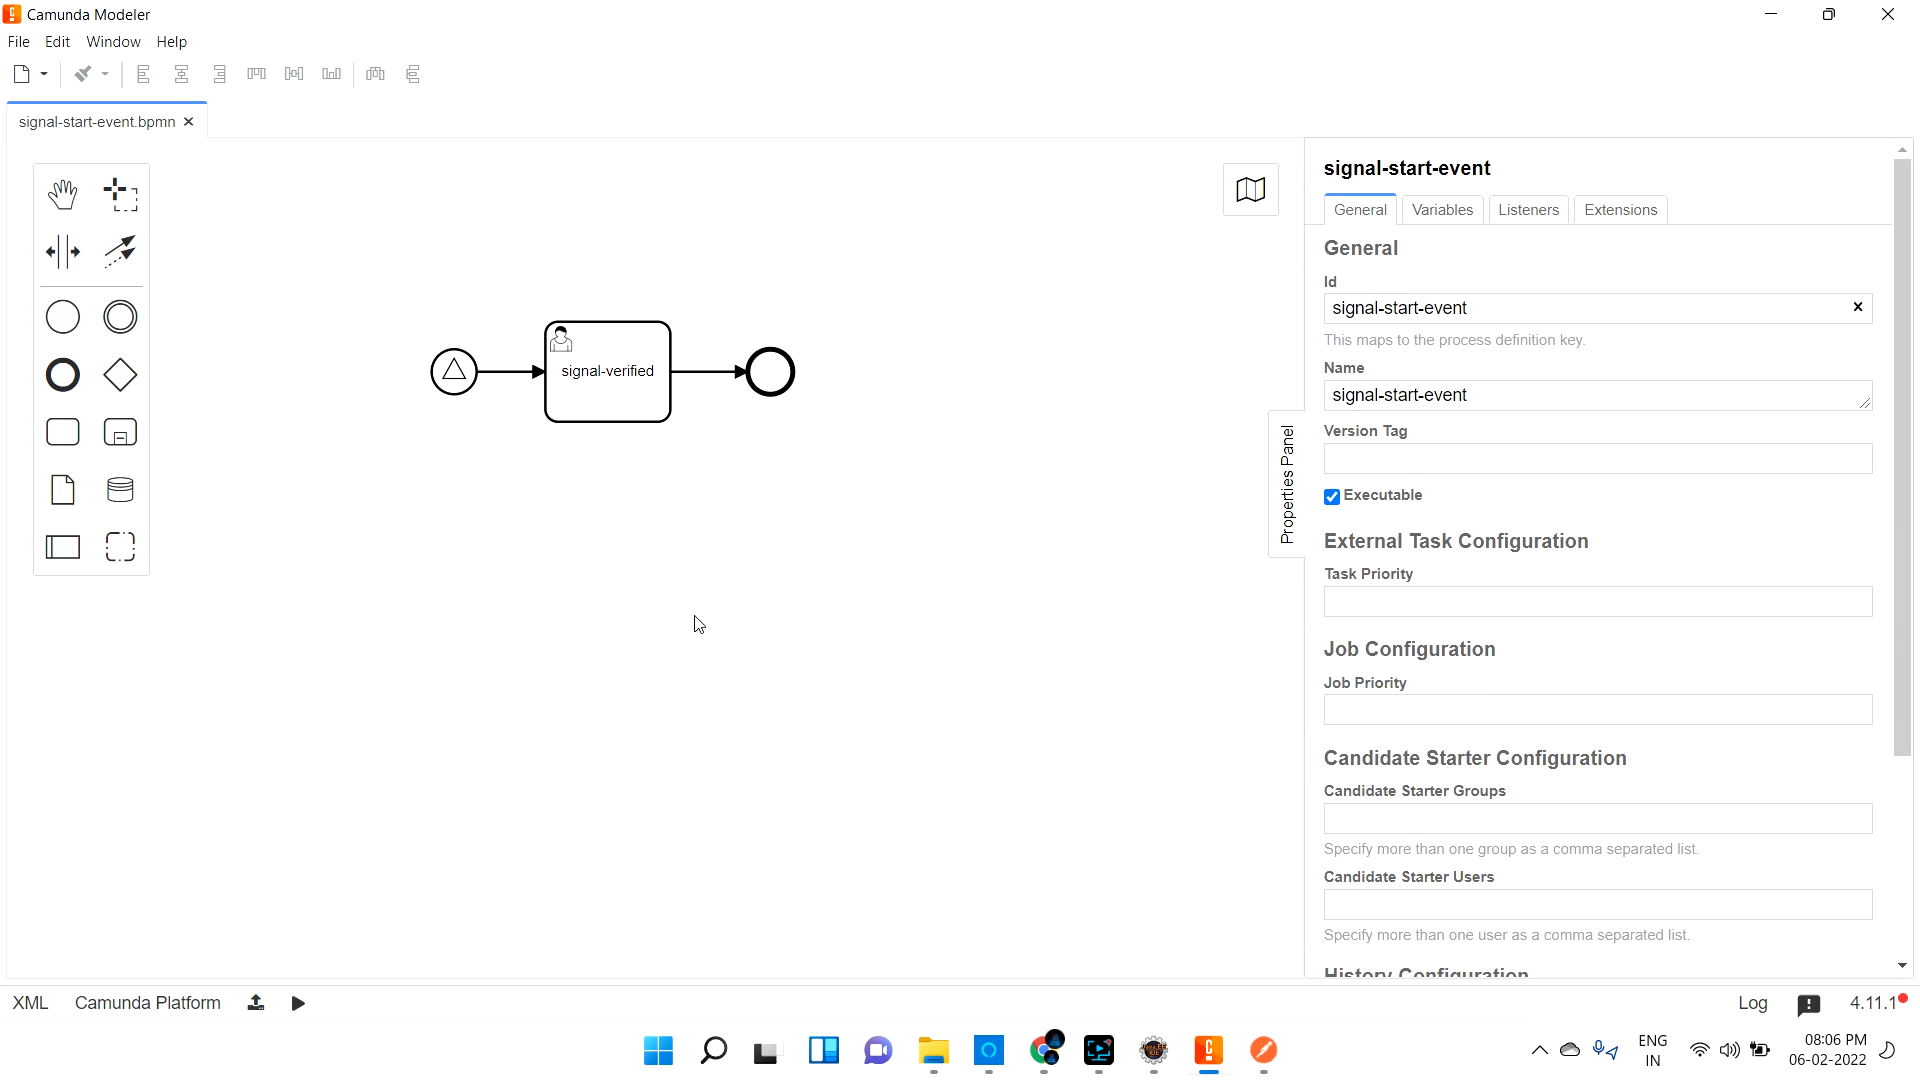 Camunda Modeler
File Edit Window Help
signal-start-event.bpmn
signal-verified
Properties Panel
signal-start-event
General Variables Listeners Extensions
General
Id
signal-start-event
This maps to the process definition key.
Name
signal-start-event
Version Tag
Executable
External Task Configuration
Task Priority
Job Configuration
Job Priority
Candidate Starter Configuration
Candidate Starter Groups
Specify more than one group as a comma separated list.
Candidate Starter Users
Specify more than one user as a comma separated list.
History Configuration
XML Camunda Platform Log 4.11.1
ENG 08:06 PM
IN 06-02-2022